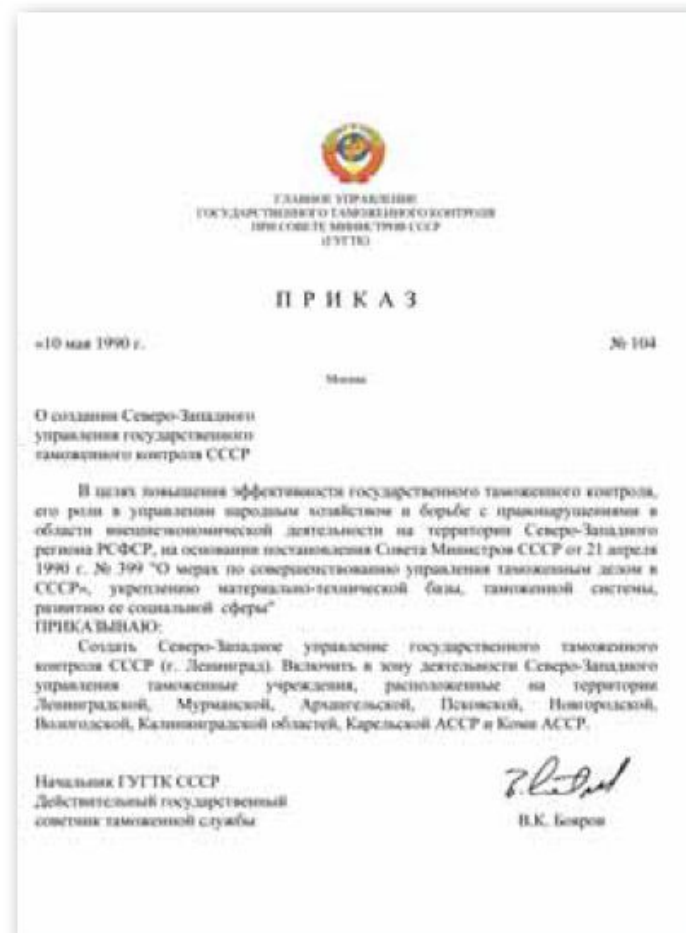 ГЛАВНОЕ УПРАВЛЕНИЕ
ГОСУДАРСТВЕННОГО ТАМОЖЕННОГО КОНТРОЛЯ
ПРИ СОВЕТЕ МИНИСТРОВ СССР
(ГУГТК)
П Р И К А З
«10 мая 1990 г.
№ 104
Москва
О создании Северо-Западного
управления государственного
таможенного контроля СССР
В целях повышения эффективности государственного таможенного контроля,
его роли в управлении народным хозяйством и борьбе с правонарушениями в
области внешнеэкономической деятельности на территории Северо-Западного
региона РСФСР, на основании постановления Совета Министров СССР от 21 апреля
1990 г. № 399 "О мерах по совершенствованию управления таможенным делом в
СССР», укреплению материально-технической базы, таможенной системы,
развитию ее социальной сферы"
ПРИКАЗЫВАЮ:
Создать Северо-Западное управление государственного таможенного
контроля СССР (г. Ленинград). Включить в зону деятельности Северо-Западного
управления таможенные учреждения, расположенные на территории
Ленинградской, Мурманской, Архангельской, Псковской, Новгородской,
Вологодской, Калининградской областей, Карельской АССР и Коми АССР.
Начальник ГУГТК СССР
Действительный государственный
советник таможенной службы
В.К. Бояров